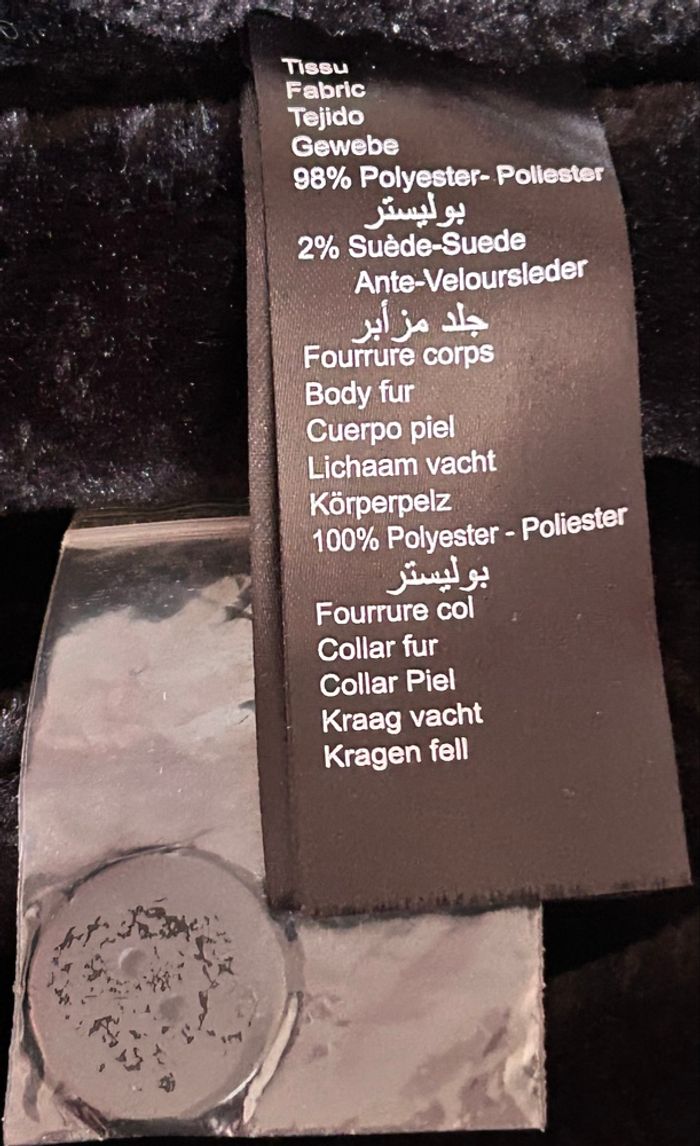 Tissu
Fabric
Tejido
Gewebe
98% Polyester- Poliester
بوليستر
2% Suède-Suede
Ante-Veloursleder
جلد مزأبر
Fourrure corps
Body fur
Cuerpo piel
Lichaam vacht
Körperpelz
100% Polyester - Poliester
بوليستر
Fourrure col
Collar fur
Collar Piel
Kraag vacht
Kragen fell